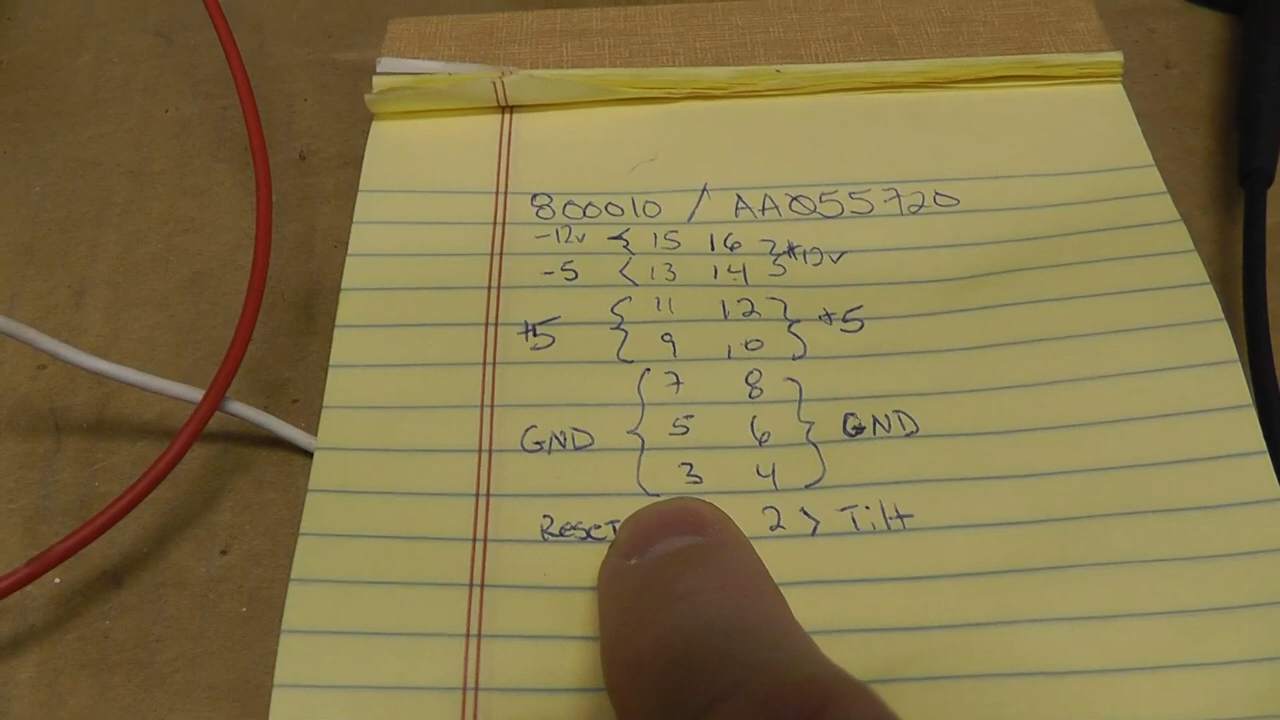 800010 / AA055720
-12v { 15 16 } +12v
-5 < 13 14
+5 { 11 12 } +5
9 10
7 8
GND { 5 6 } GND
3 4
Reset 2 > Tilt